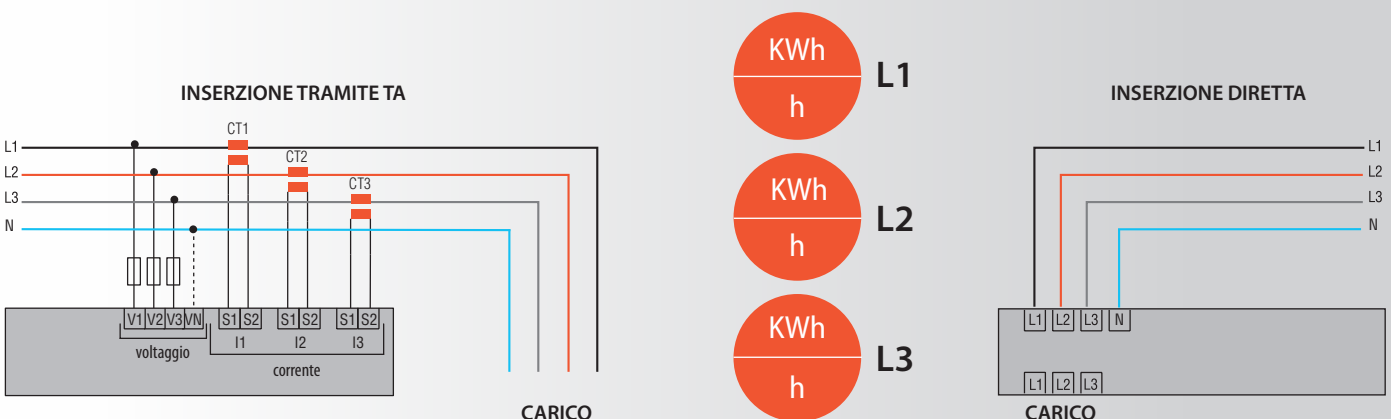 INSERZIONE TRAMITE TA
CT1
L1
CT2
L2
CT3
L3
N
V1 V2 V3 VN S1 S2 S1 S2 S1 S2
I1 I2 I3
voltaggio
corrente
CARICO
KWh
h
L1
KWh
h
L2
KWh
h
L3
INSERZIONE DIRETTA
L1
L2
L3
N
L1 L2 L3 N
L1 L2 L3
CARICO